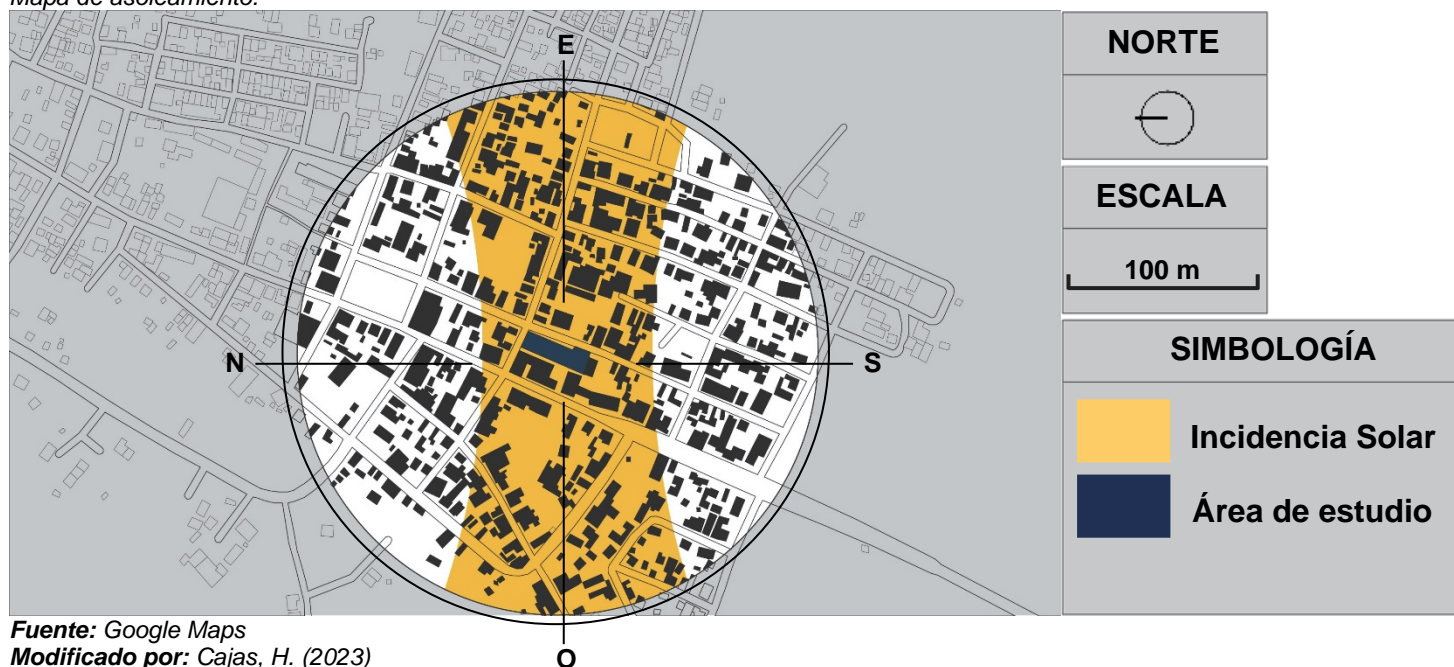 Mapa de asoleamiento.
E
N
S
O
NORTE
ESCALA
100 m
SIMBOLOGÍA
Incidencia Solar
Área de estudio
Fuente: Google Maps
Modificado por: Cajas, H. (2023)